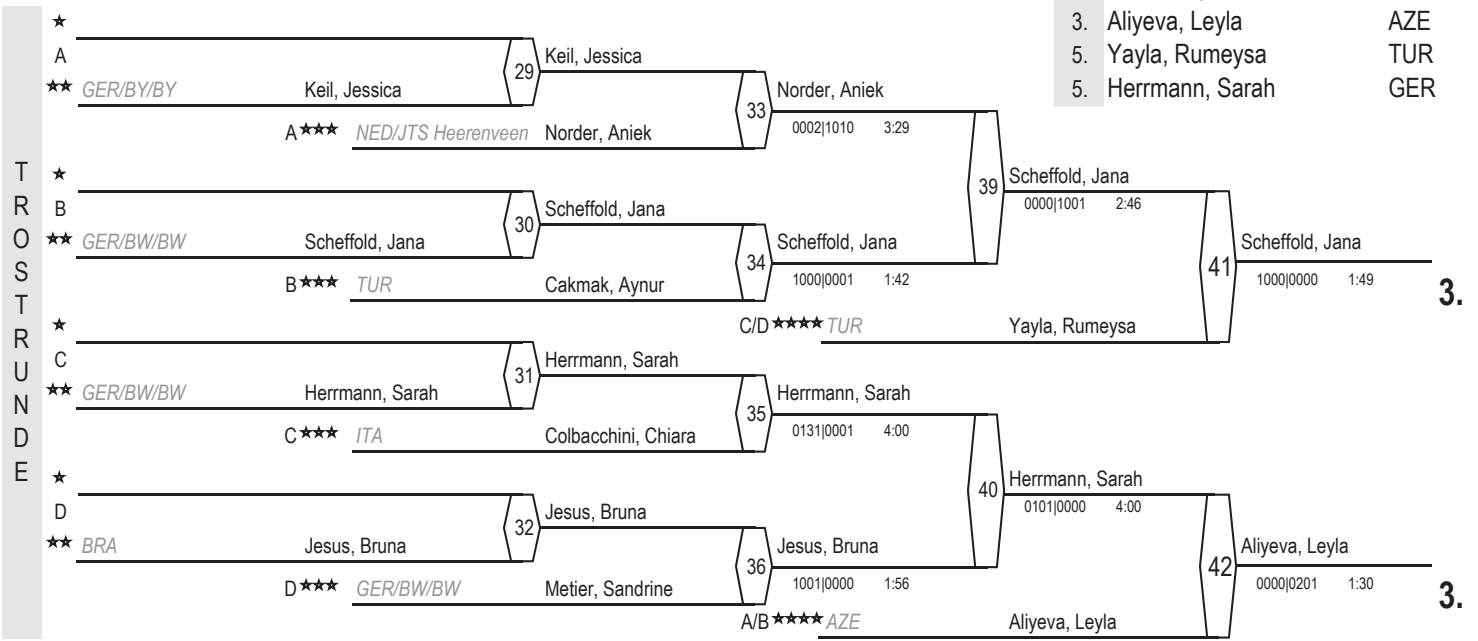 3. Aliyeva, Leyla AZE
5. Yayla, Rumeysa TUR
5. Herrmann, Sarah GER
TROSTRUNDE
A
GER/BY/BY Keil, Jessica
29 Keil, Jessica
A NED/JTS Heerenveen Norder, Aniek
33 Norder, Aniek
0002|1010 3:29
B
GER/BW/BW Scheffold, Jana
30 Scheffold, Jana
B TUR Cakmak, Aynur
34 Scheffold, Jana
1000|0001 1:42
39 Scheffold, Jana
0000|1001 2:46
C/D TUR Yayla, Rumeysa
41 Scheffold, Jana
1000|0000 1:49
3.
C
GER/BW/BW Herrmann, Sarah
31 Herrmann, Sarah
C ITA Colbacchini, Chiara
35 Herrmann, Sarah
0131|0001 4:00
D
BRA Jesus, Bruna
32 Jesus, Bruna
D GER/BW/BW Metier, Sandrine
36 Jesus, Bruna
1001|0000 1:56
40 Herrmann, Sarah
0101|0000 4:00
A/B AZE Aliyeva, Leyla
42 Aliyeva, Leyla
0000|0201 1:30
3.